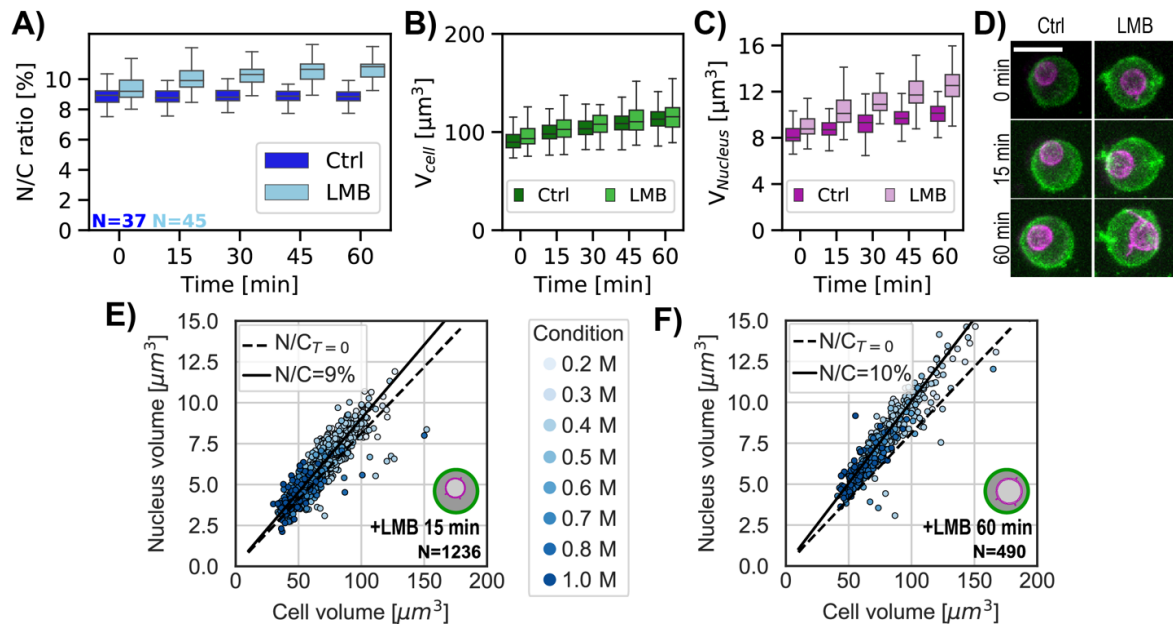 A)
N/C ratio [%]
10
8
6
4
2
0
Ctrl
LMB
N=37 N=45
0 15 30 45 60
Time [min]
B)
V_cell [µm³]
200
100
0
Ctrl LMB
0 15 30 45 60
Time [min]
C)
V_Nucleus [µm³]
16
12
8
4
0
Ctrl LMB
0 15 30 45 60
Time [min]
D)
Ctrl LMB
0 min
15 min
60 min
E)
Nucleus volume [µm³]
15.0
12.5
10.0
7.5
5.0
2.5
0.0
N/C_T=0
N/C=9%
+LMB 15 min
N=1236
0 50 100 150 200
Cell volume [µm³]
Condition
0.2 M
0.3 M
0.4 M
0.5 M
0.6 M
0.7 M
0.8 M
1.0 M
F)
Nucleus volume [µm³]
15.0
12.5
10.0
7.5
5.0
2.5
0.0
N/C_T=0
N/C=10%
+LMB 60 min
N=490
0 50 100 150 200
Cell volume [µm³]